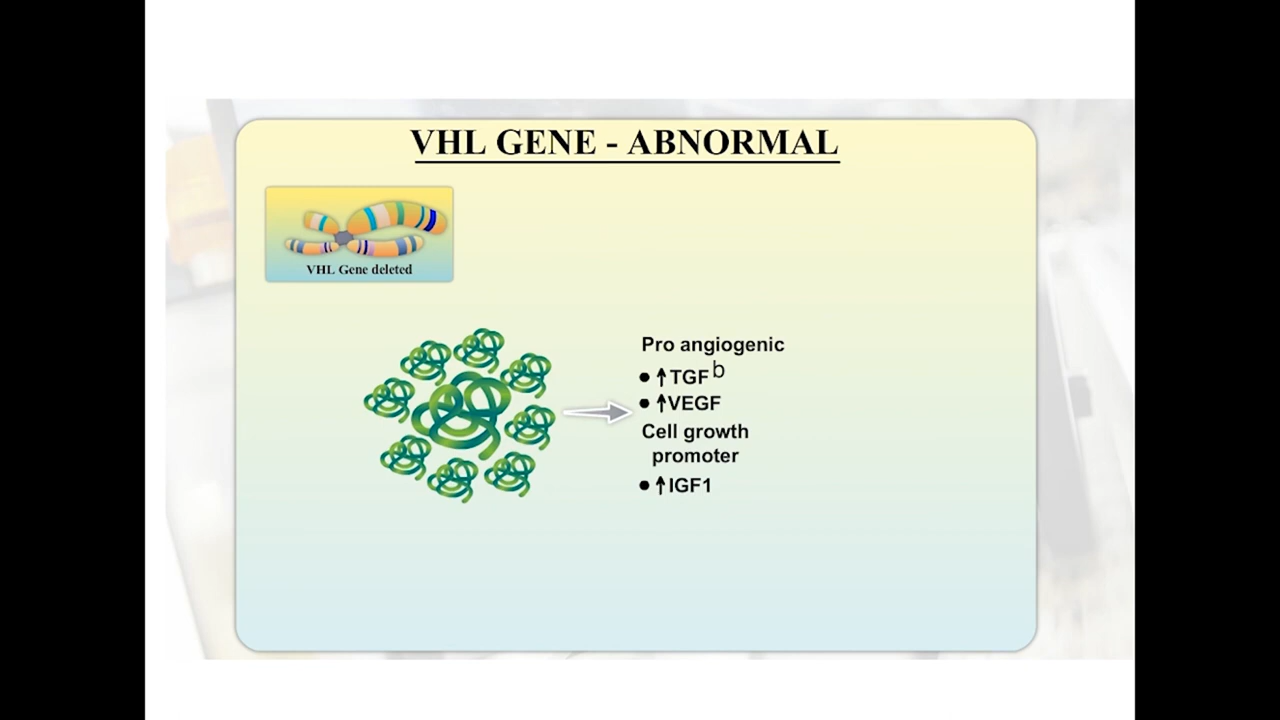 VHL GENE - ABNORMAL
VHL Gene deleted
Pro angiogenic
● ↑TGF b
● ↑VEGF
Cell growth
promoter
● ↑IGF1